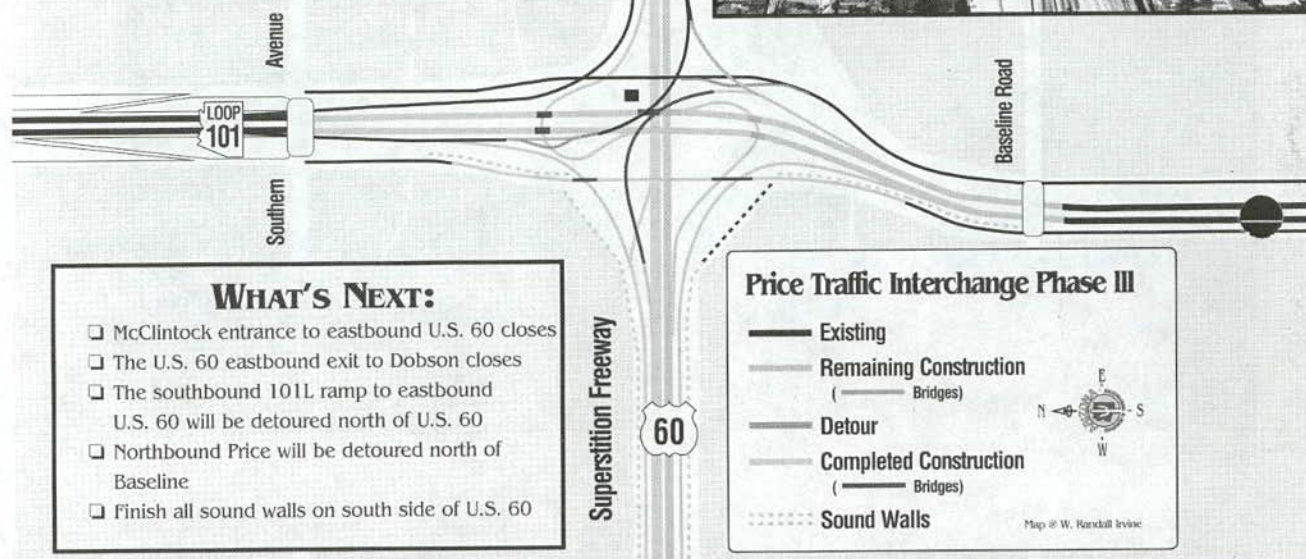 Avenue
LOOP
101
Southern
Baseline Road
WHAT'S NEXT:
❑ McClintock entrance to eastbound U.S. 60 closes
❑ The U.S. 60 eastbound exit to Dobson closes
❑ The southbound 101L ramp to eastbound
U.S. 60 will be detoured north of U.S. 60
❑ Northbound Price will be detoured north of
Baseline
❑ Finish all sound walls on south side of U.S. 60
Superstition Freeway
60
Price Traffic Interchange Phase III
Existing
Remaining Construction
( Bridges)
Detour
Completed Construction
( Bridges)
Sound Walls
E
N S
W
Map © W. Randall Irvine